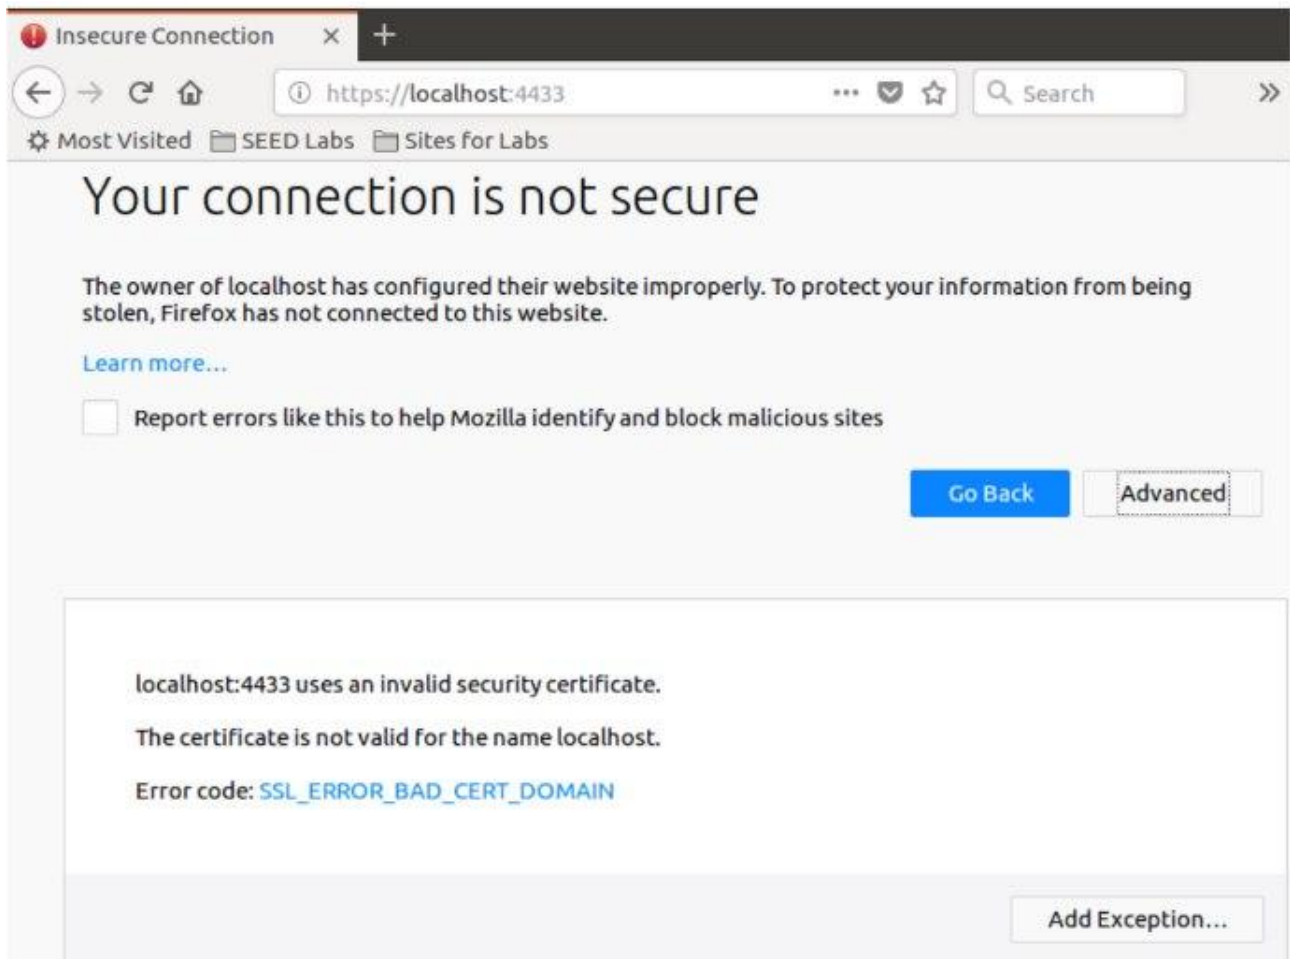 Insecure Connection
https://localhost:4433
Search
Most Visited SEED Labs Sites for Labs
Your connection is not secure
The owner of localhost has configured their website improperly. To protect your information from being
stolen, Firefox has not connected to this website.
Learn more...
Report errors like this to help Mozilla identify and block malicious sites
Go Back
Advanced
localhost:4433 uses an invalid security certificate.
The certificate is not valid for the name localhost.
Error code: SSL_ERROR_BAD_CERT_DOMAIN
Add Exception...